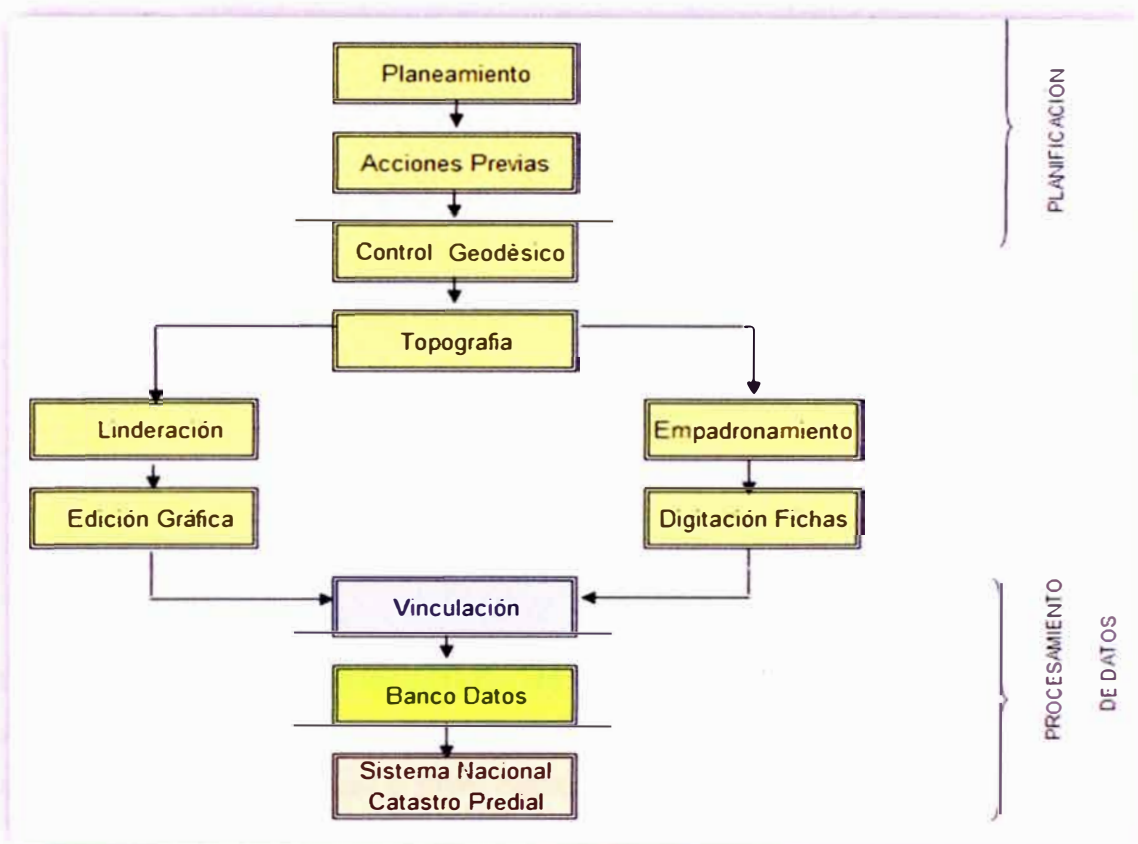 Planeamiento
Acciones Previas
Control Geodèsico
Topografia
Linderación
Empadronamiento
Edición Gráfica
Digitación Fichas
Vinculación
Banco Datos
Sistema Nacional
Catastro Predial
PLANIFICACION
PROCESAMIENTO
DE DATOS